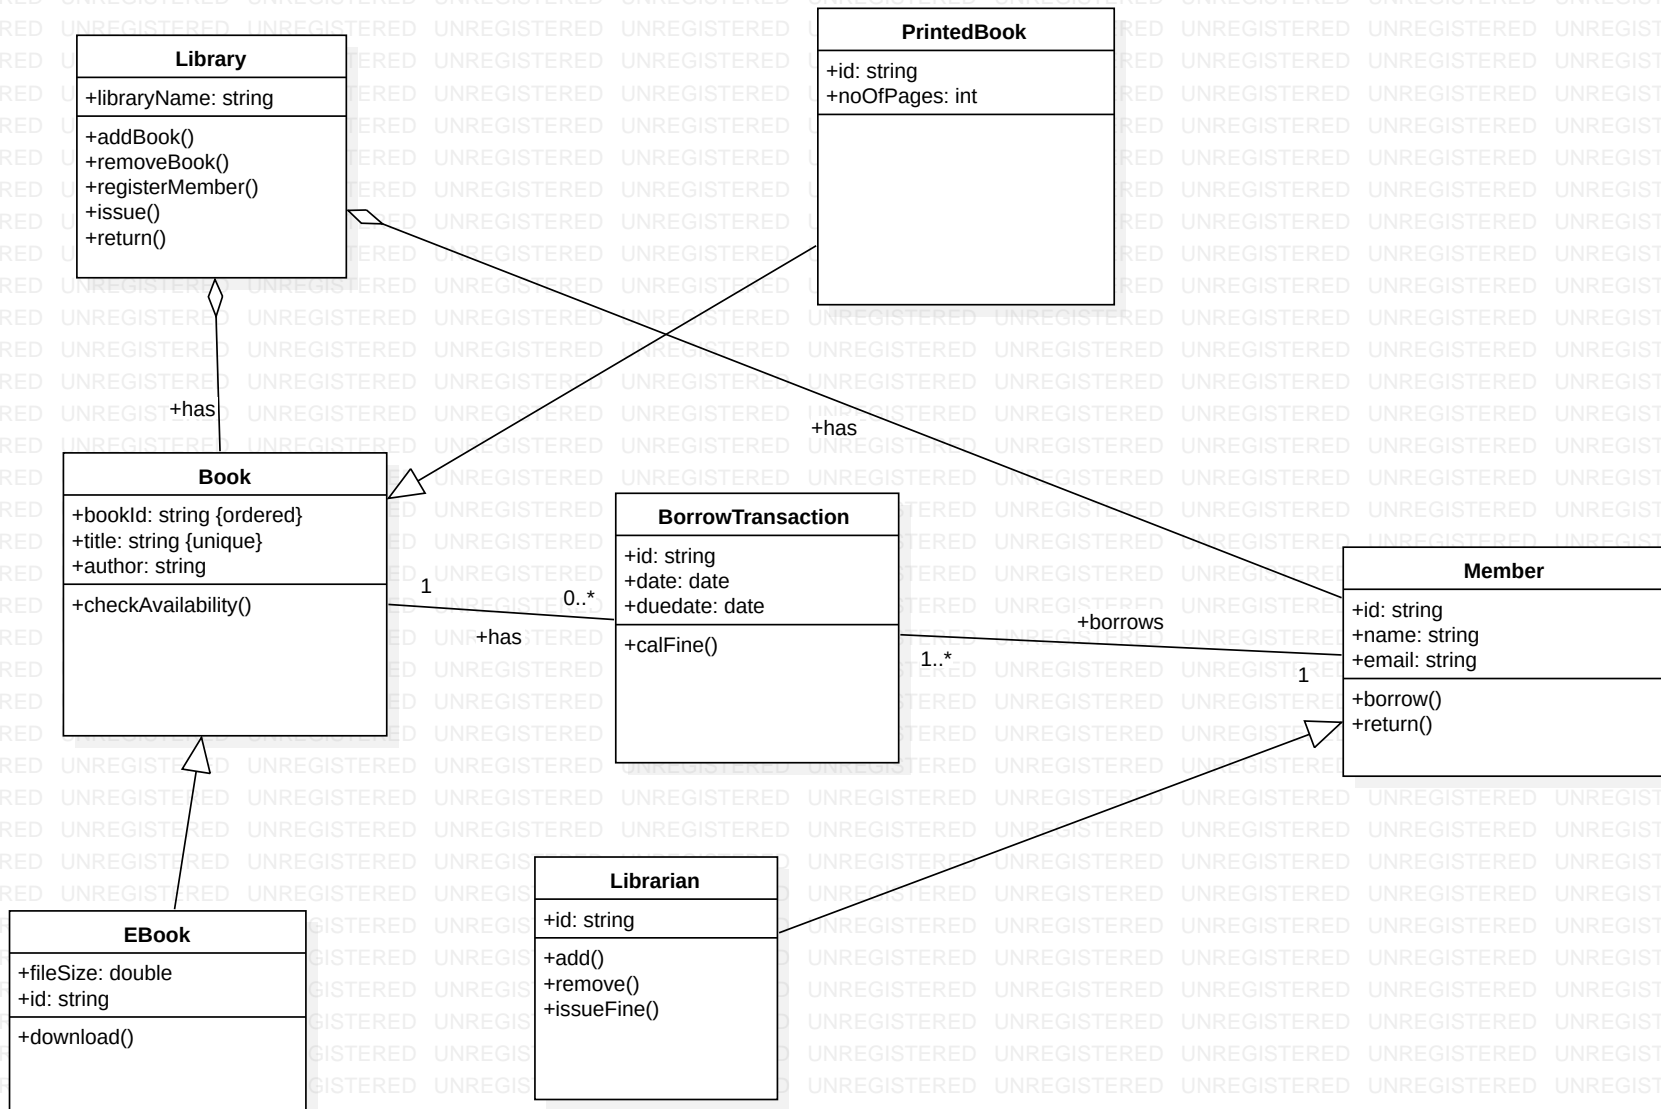 Library
+libraryName: string
+addBook()
+removeBook()
+registerMember()
+issue()
+return()
PrintedBook
+id: string
+noOfPages: int
+has
+has
Book
+bookId: string {ordered}
+title: string {unique}
+author: string
+checkAvailability()
1
0..*
+has
BorrowTransaction
+id: string
+date: date
+duedate: date
+calFine()
+borrows
1..*
1
Member
+id: string
+name: string
+email: string
+borrow()
+return()
EBook
+fileSize: double
+id: string
+download()
Librarian
+id: string
+add()
+remove()
+issueFine()
UNREGISTERED